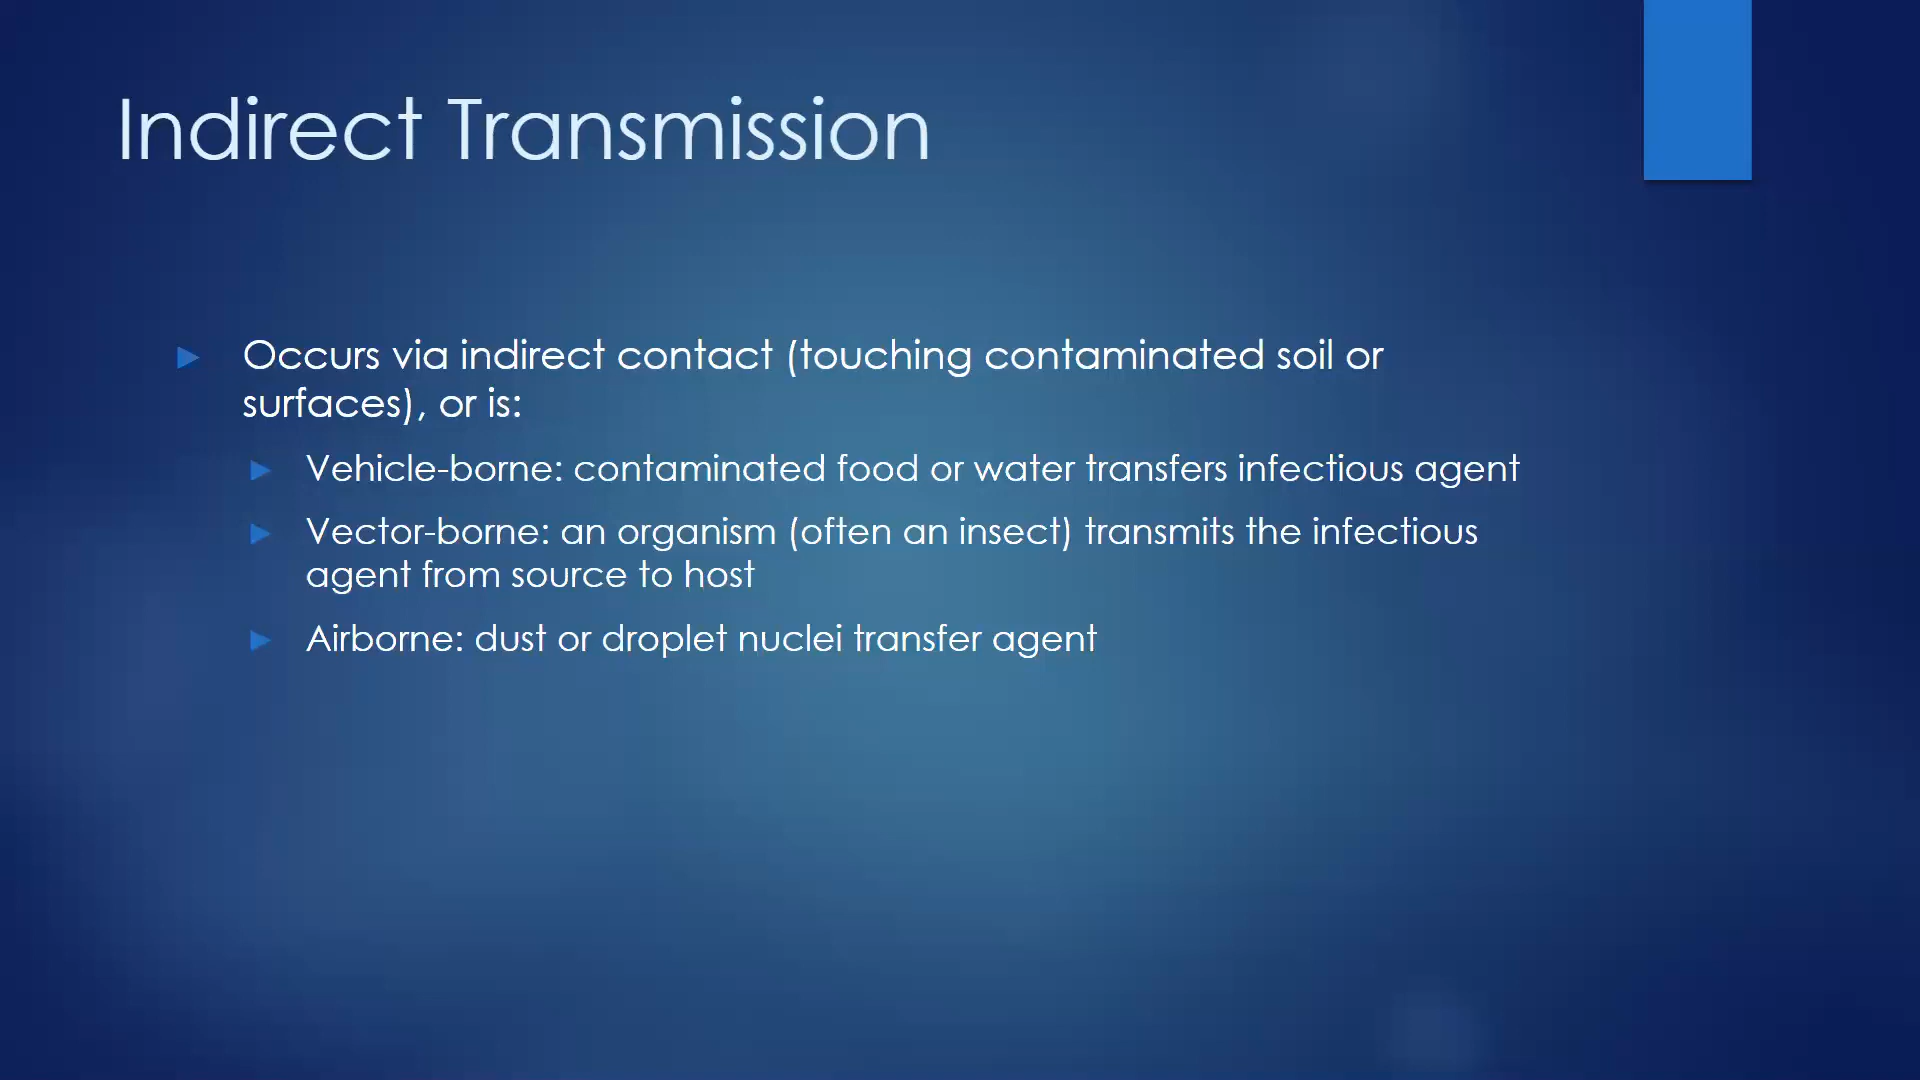 Indirect Transmission
Occurs via indirect contact (touching contaminated soil or
surfaces), or is:
Vehicle-borne: contaminated food or water transfers infectious agent
Vector-borne: an organism (often an insect) transmits the infectious
agent from source to host
Airborne: dust or droplet nuclei transfer agent